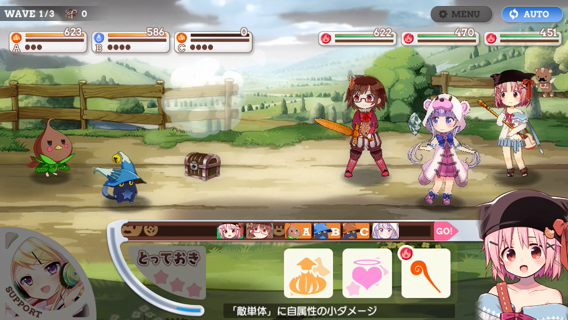 WAVE 1/3
0
MENU
AUTO
623
A
586
B
0
C
622
470
451
A
B
C
GO!
とっておき
SUPPORT
「敵単体」に自属性の小ダメージ